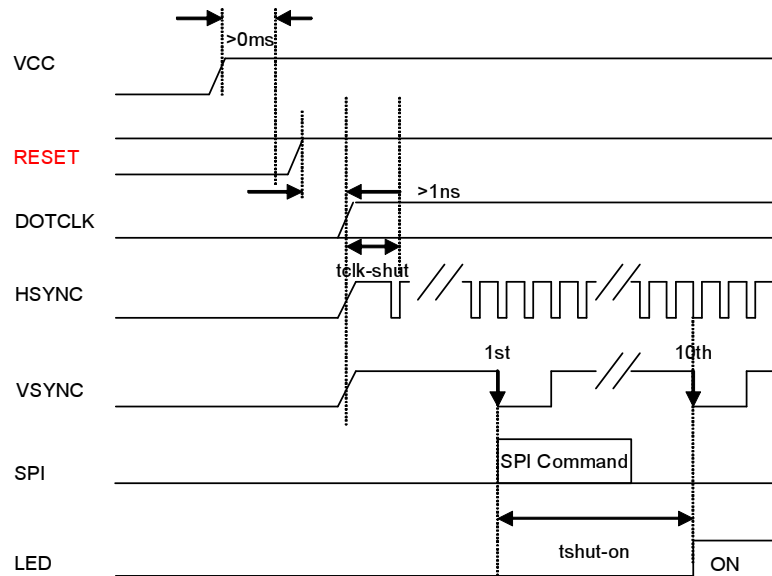 >0ms
VCC
RESET
>1ns
DOTCLK
tclk-shut
HSYNC
1st
10th
VSYNC
SPI Command
SPI
tshut-on
LED
ON